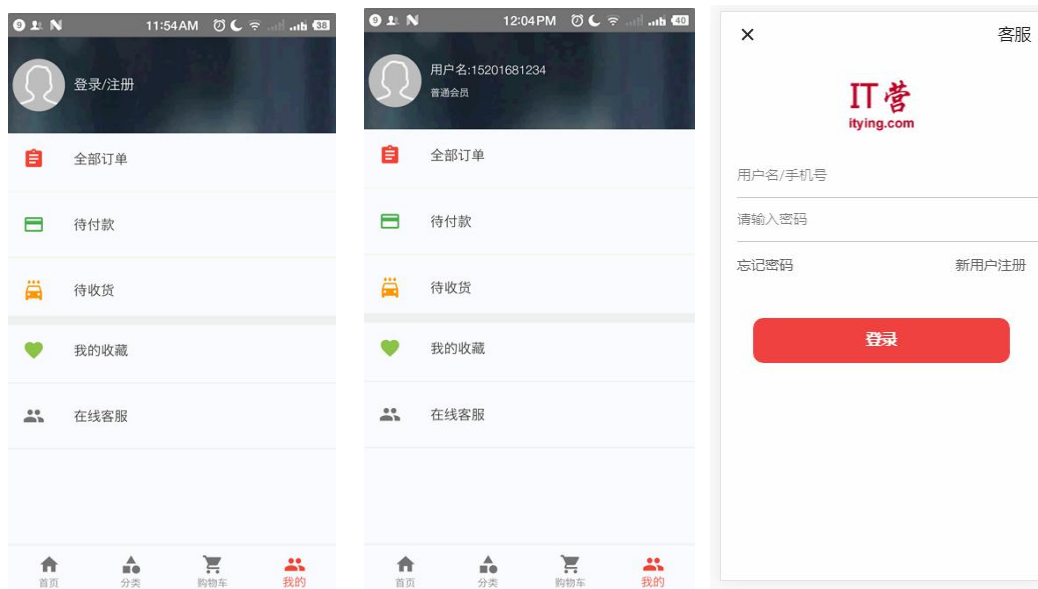 9 11:54AM 38
登录/注册
全部订单
待付款
待收货
我的收藏
在线客服
首页 分类 购物车 我的
9 12:04PM 40
用户名:15201681234
普通会员
全部订单
待付款
待收货
我的收藏
在线客服
首页 分类 购物车 我的
客服
IT营
itying.com
用户名/手机号
请输入密码
忘记密码 新用户注册
登录